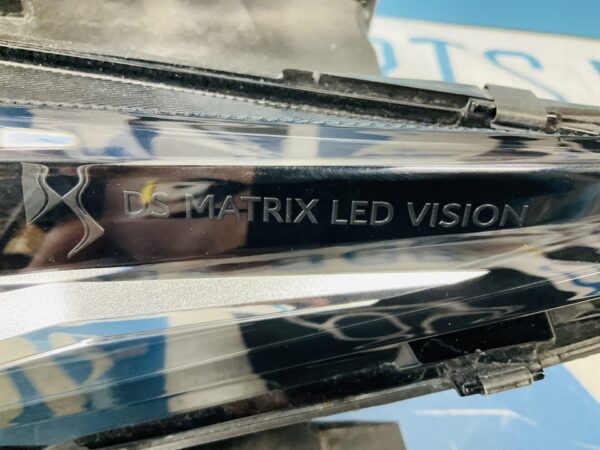 DS MATRIX LED VISION